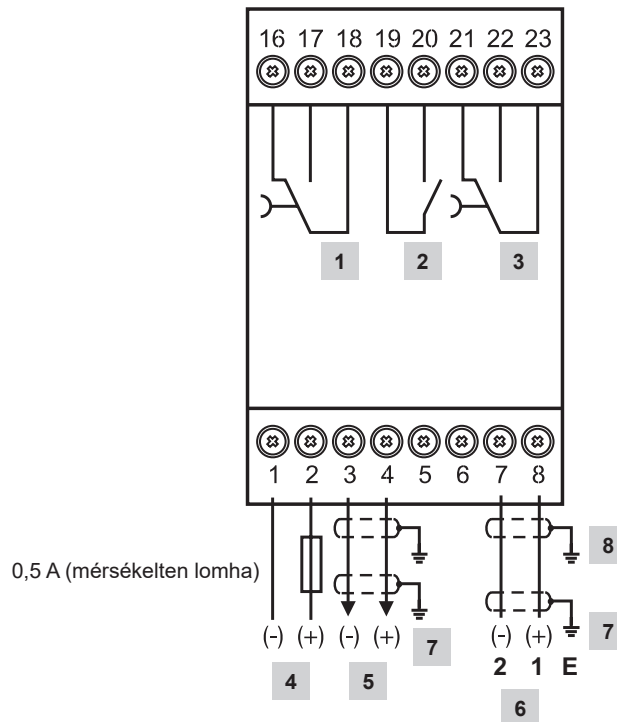 16 17 18 19 20 21 22 23
1 2 3
1 2 3 4 5 6 7 8
8
0,5 A (mérsékelten lomha)
(-) (+) (-) (+) 7 (-) (+) 7
2 1 E
4 5
6